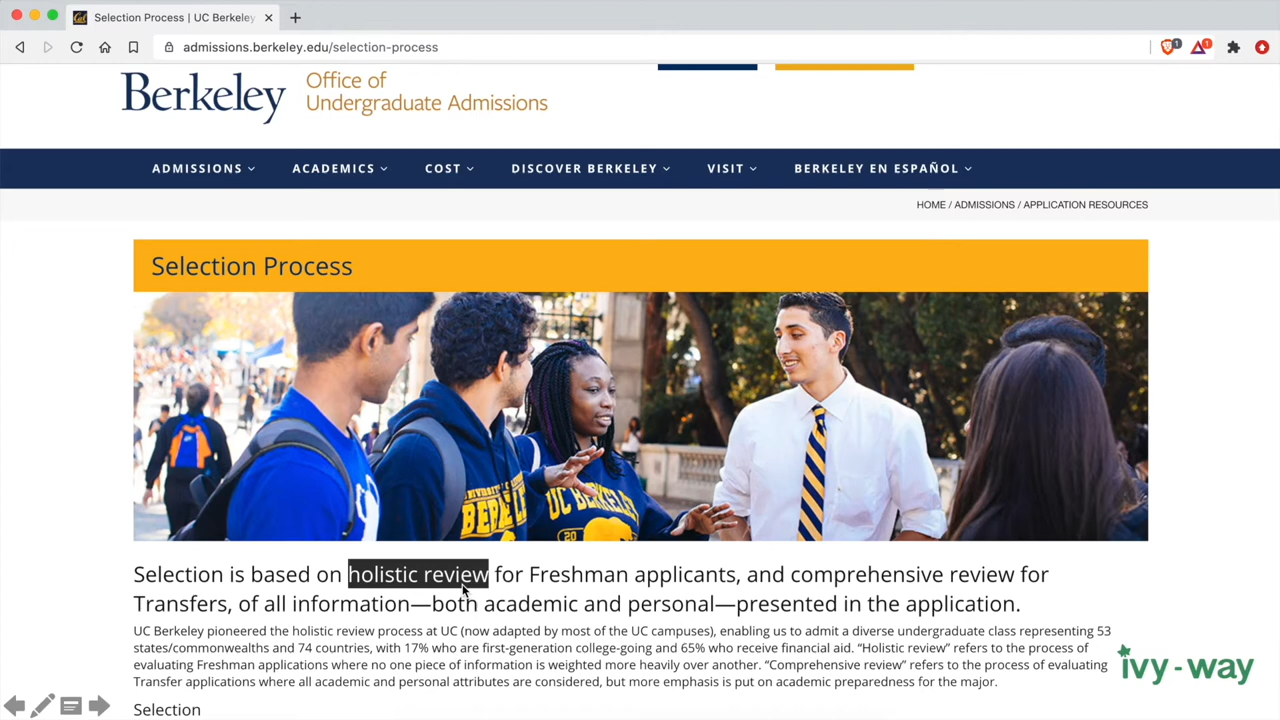 Selection Process | UC Berkeley
admissions.berkeley.edu/selection-process
1
1
Berkeley
Office of
Undergraduate Admissions
ADMISSIONS
ACADEMICS
COST
DISCOVER BERKELEY
VISIT
BERKELEY EN ESPAÑOL
HOME / ADMISSIONS / APPLICATION RESOURCES
Selection Process
BERKELEY
UC BERKELEY
20
Selection is based on holistic review for Freshman applicants, and comprehensive review for
Transfers, of all information—both academic and personal—presented in the application.
UC Berkeley pioneered the holistic review process at UC (now adapted by most of the UC campuses), enabling us to admit a diverse undergraduate class representing 53
states/commonwealths and 74 countries, with 17% who are first-generation college-going and 65% who receive financial aid. “Holistic review” refers to the process of
evaluating Freshman applications where no one piece of information is weighted more heavily over another. “Comprehensive review” refers to the process of evaluating
Transfer applications where all academic and personal attributes are considered, but more emphasis is put on academic preparedness for the major.
ivy-way
Selection